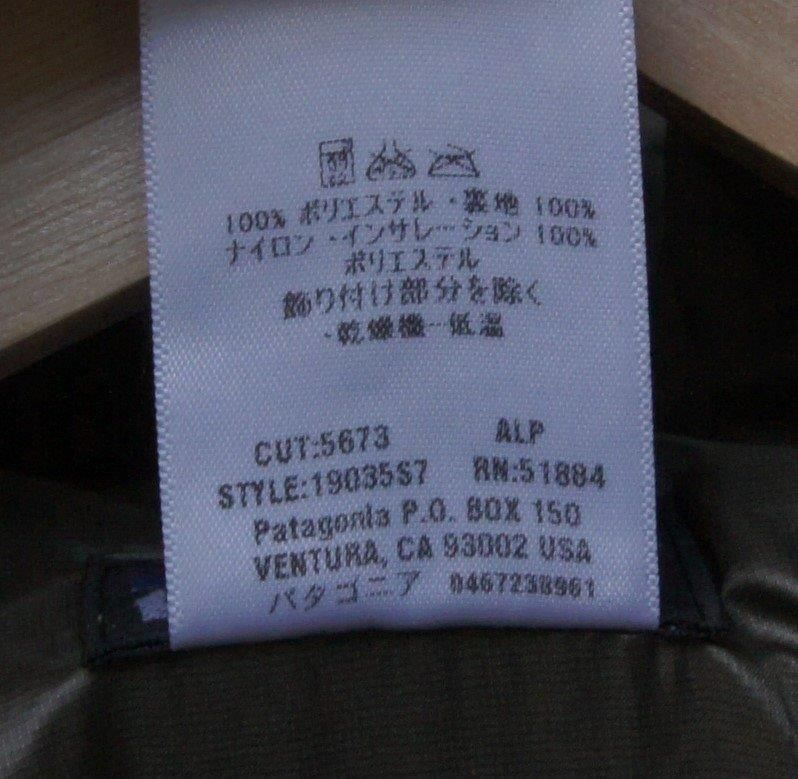 100% ポリエステル・裏地 100%
ナイロン・インサレーション 100%
ポリエステル
飾り付け部分を除く
・乾燥機ー低温
CUT:5673 ALP
STYLE:19035S7 RN:51884
Patagonia P.O. BOX 150
VENTURA, CA 93002 USA
パタゴニア 0467238961